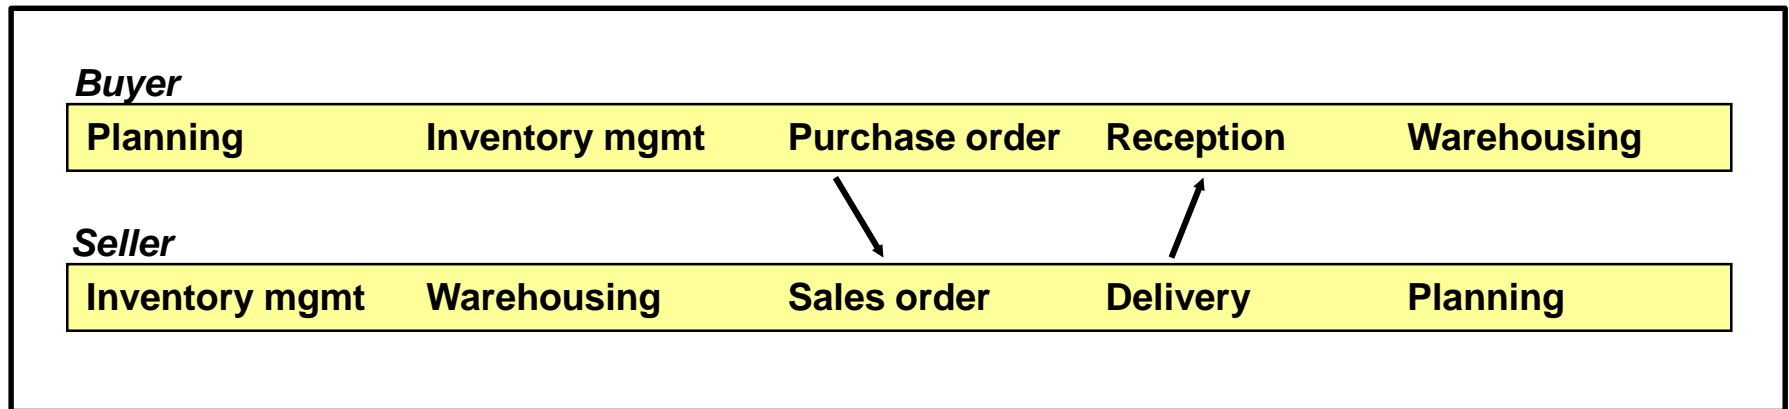 Buyer
Planning Inventory mgmt Purchase order Reception Warehousing
Seller
Inventory mgmt Warehousing Sales order Delivery Planning